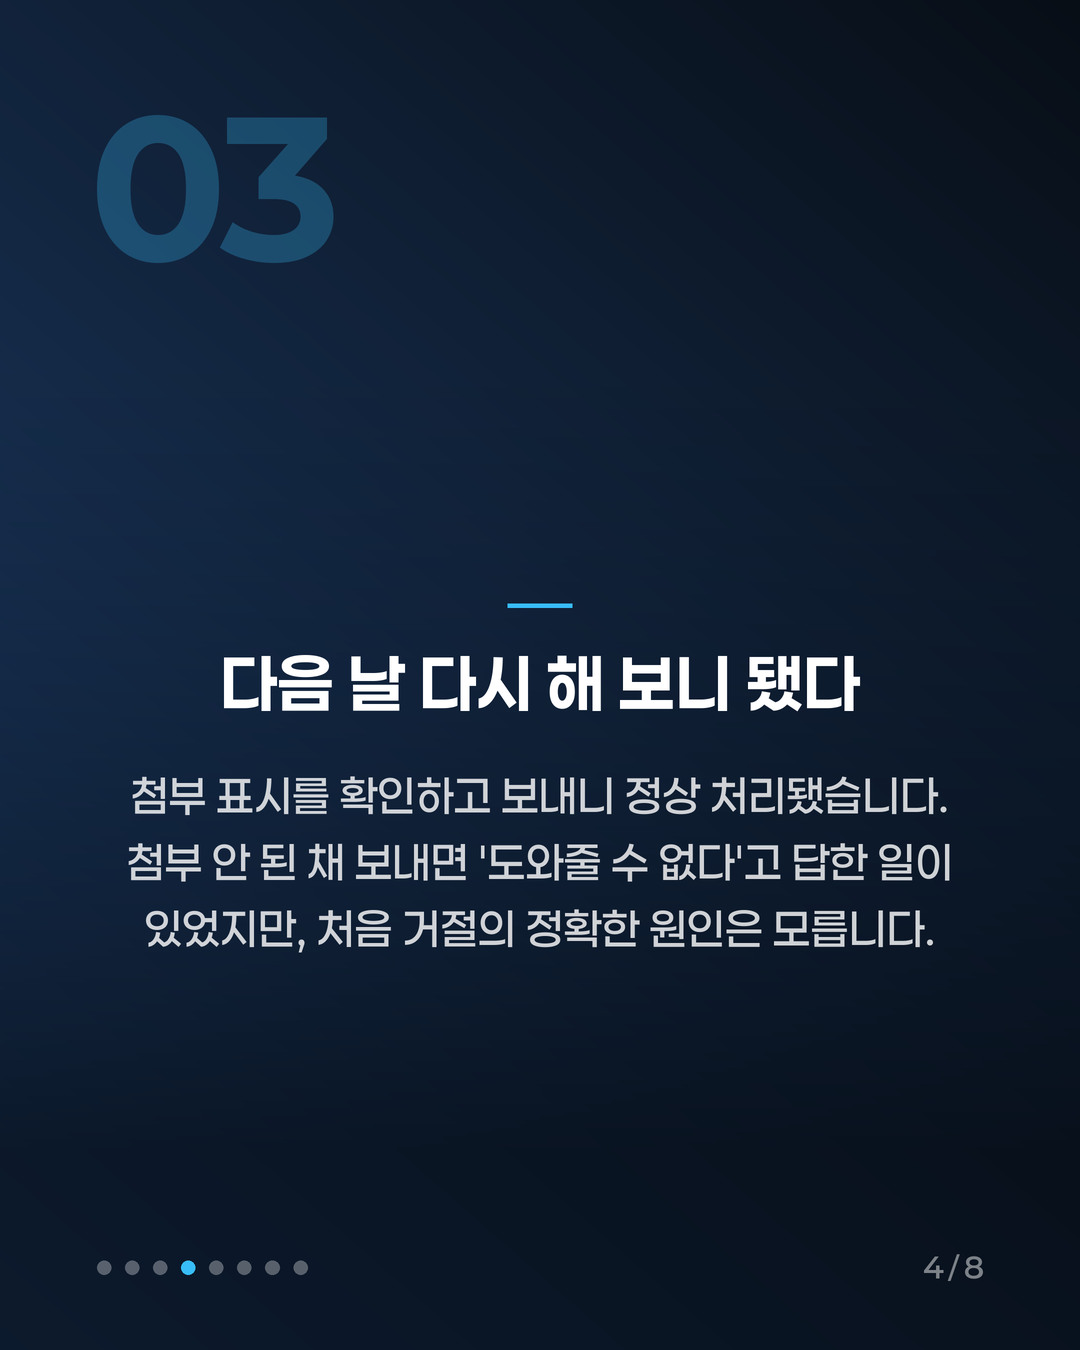 03
다음 날 다시 해 보니 됐다
첨부 표시를 확인하고 보내니 정상 처리됐습니다.
첨부 안 된 채 보내면 '도와줄 수 없다'고 답한 일이
있었지만, 처음 거절의 정확한 원인은 모릅니다.
4/8